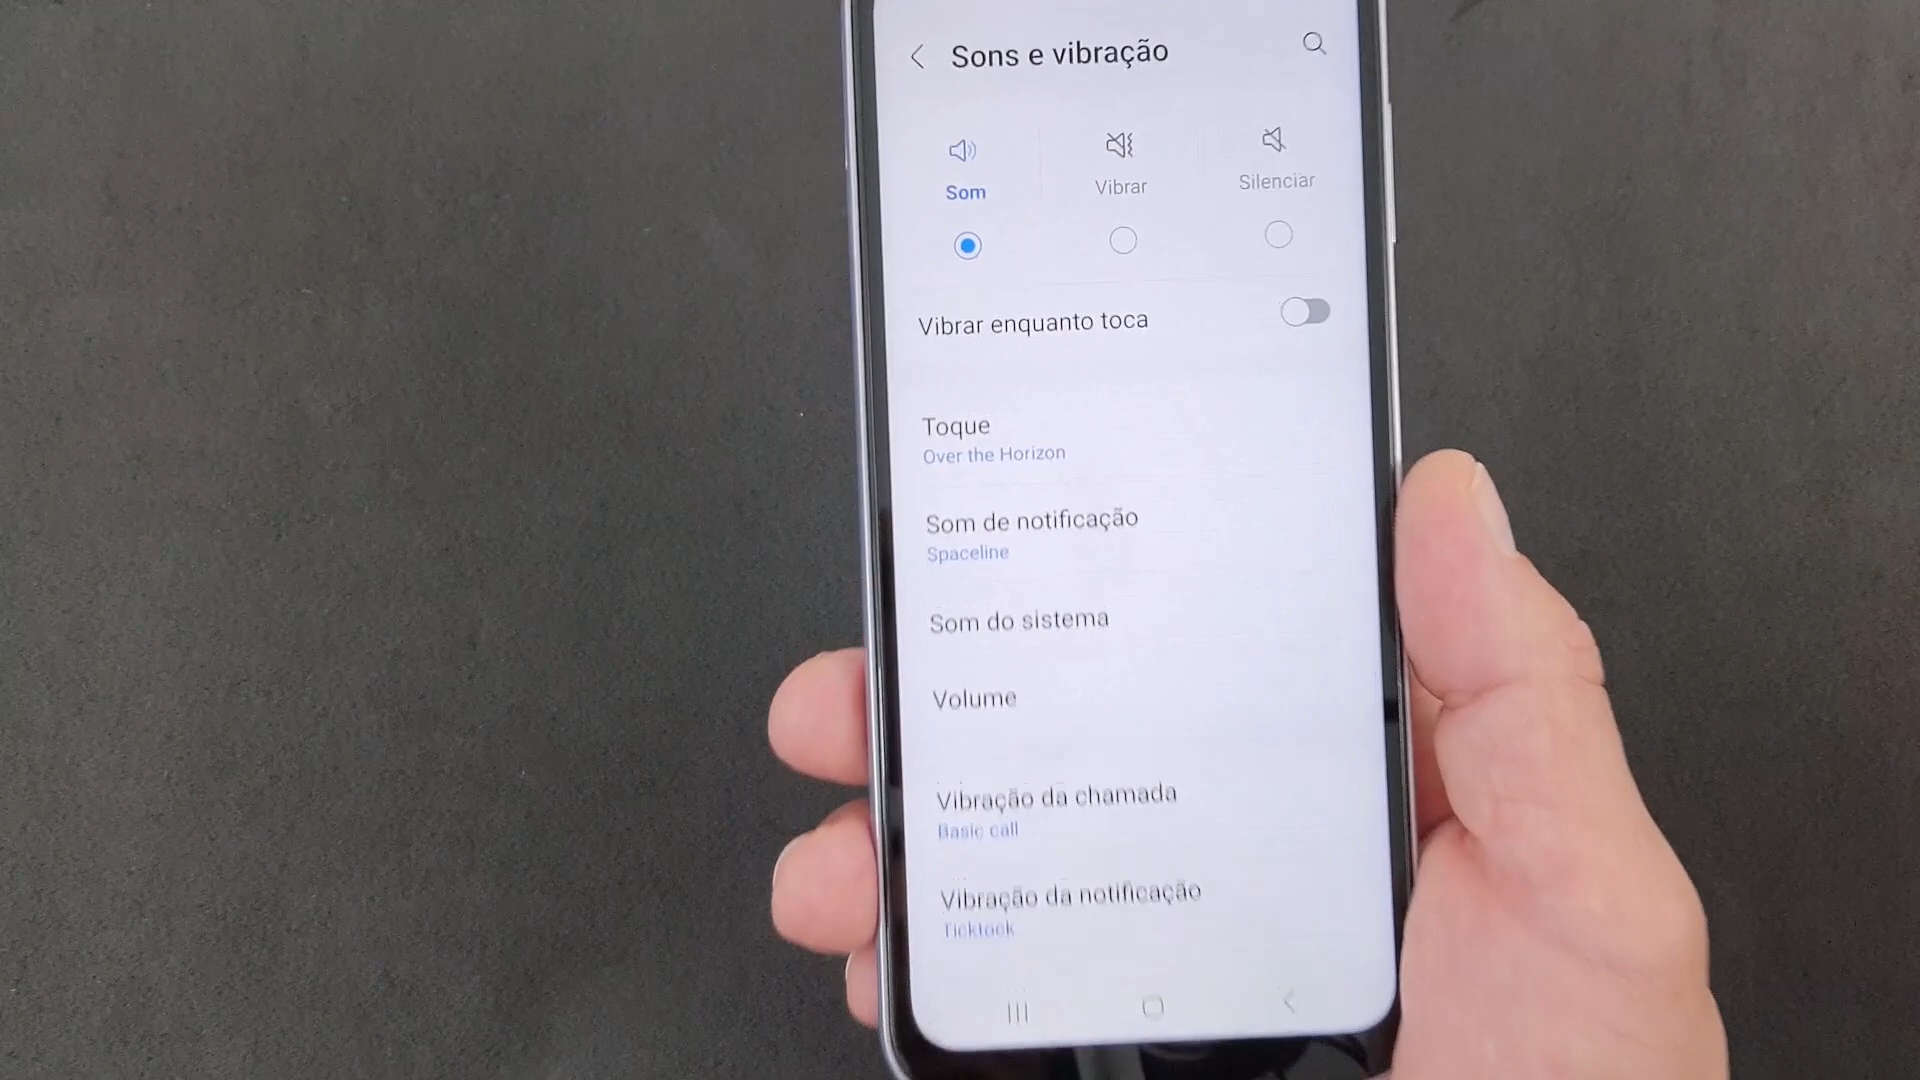 Sons e vibração
Som
Vibrar
Silenciar
Vibrar enquanto toca
Toque
Over the Horizon
Som de notificação
Spaceline
Som do sistema
Volume
Vibração da chamada
Basic call
Vibração da notificação
Ticktock